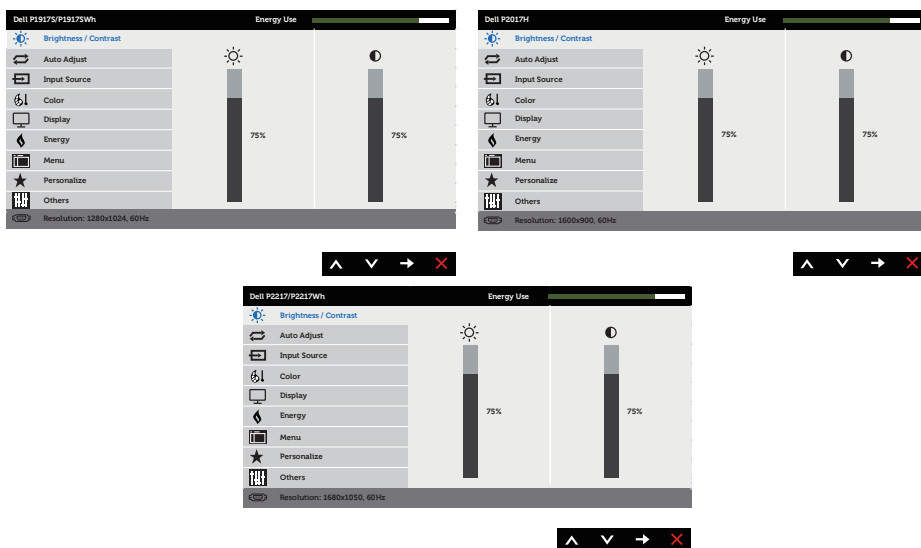 Dell P1917S/P1917SWh Energy Use
Brightness / Contrast
Auto Adjust
Input Source
Color
Display
Energy
Menu
Personalize
Others
75% 75%
Resolution: 1280x1024, 60Hz
Dell P2017H Energy Use
Brightness / Contrast
Auto Adjust
Input Source
Color
Display
Energy
Menu
Personalize
Others
75% 75%
Resolution: 1600x900, 60Hz
Dell P2217/P2217Wh Energy Use
Brightness / Contrast
Auto Adjust
Input Source
Color
Display
Energy
Menu
Personalize
Others
75% 75%
Resolution: 1680x1050, 60Hz